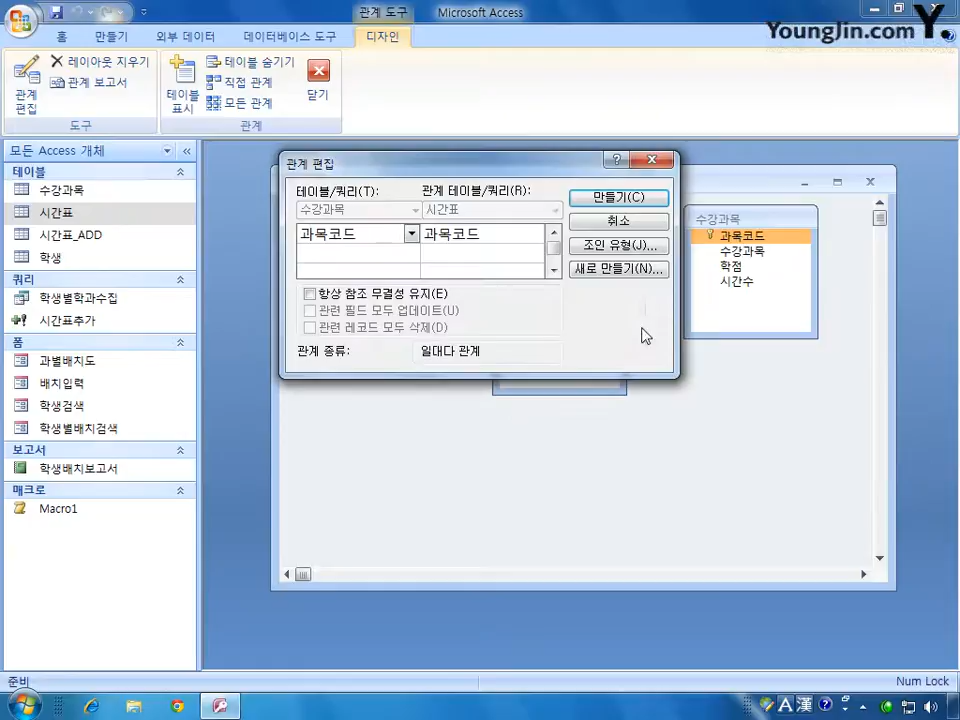 관계 도구
Microsoft Access
YoungJin.com Y.
홈
만들기
외부 데이터
데이터베이스 도구
디자인
관계
편집
레이아웃 지우기
관계 보고서
도구
테이블
표시
테이블 숨기기
직접 관계
모든 관계
닫기
관계
모든 Access 개체
테이블
수강과목
시간표
시간표_ADD
학생
쿼리
학생별학과수집
시간표추가
폼
과별배치도
배치입력
학생검색
학생별배치검색
보고서
학생배치보고서
매크로
Macro1
관계 편집
테이블/쿼리(T):
관계 테이블/쿼리(R):
수강과목
시간표
과목코드
과목코드
만들기(C)
취소
조인 유형(J)...
새로 만들기(N)...
항상 참조 무결성 유지(E)
관련 필드 모두 업데이트(U)
관련 레코드 모두 삭제(D)
관계 종류:
일대다 관계
수강과목
과목코드
수강과목
학점
시간수
준비
Num Lock
A 漢